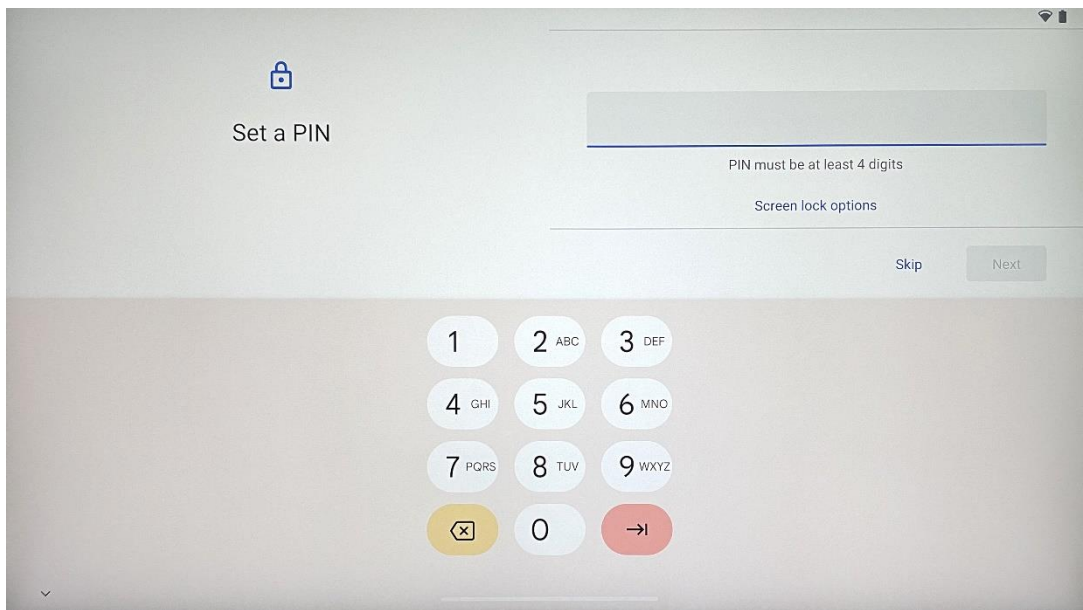 Set a PIN
PIN must be at least 4 digits
Screen lock options
Skip
Next
1
2 ABC
3 DEF
4 GHI
5 JKL
6 MNO
7 PQRS
8 TUV
9 WXYZ
0